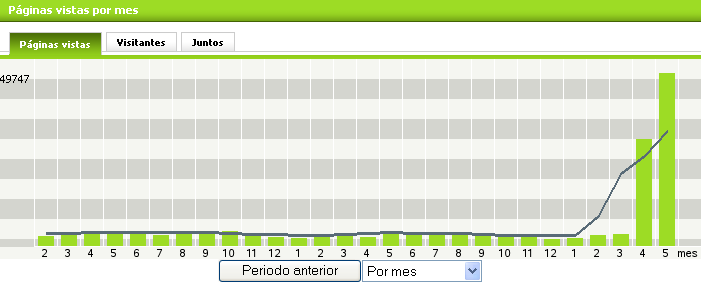 Páginas vistas por mes
Páginas vistas Visitantes Juntos
49747
2 3 4 5 6 7 8 9 10 11 12 1 2 3 4 5 6 7 8 9 10 11 12 1 2 3 4 5 mes
Periodo anterior Por mes